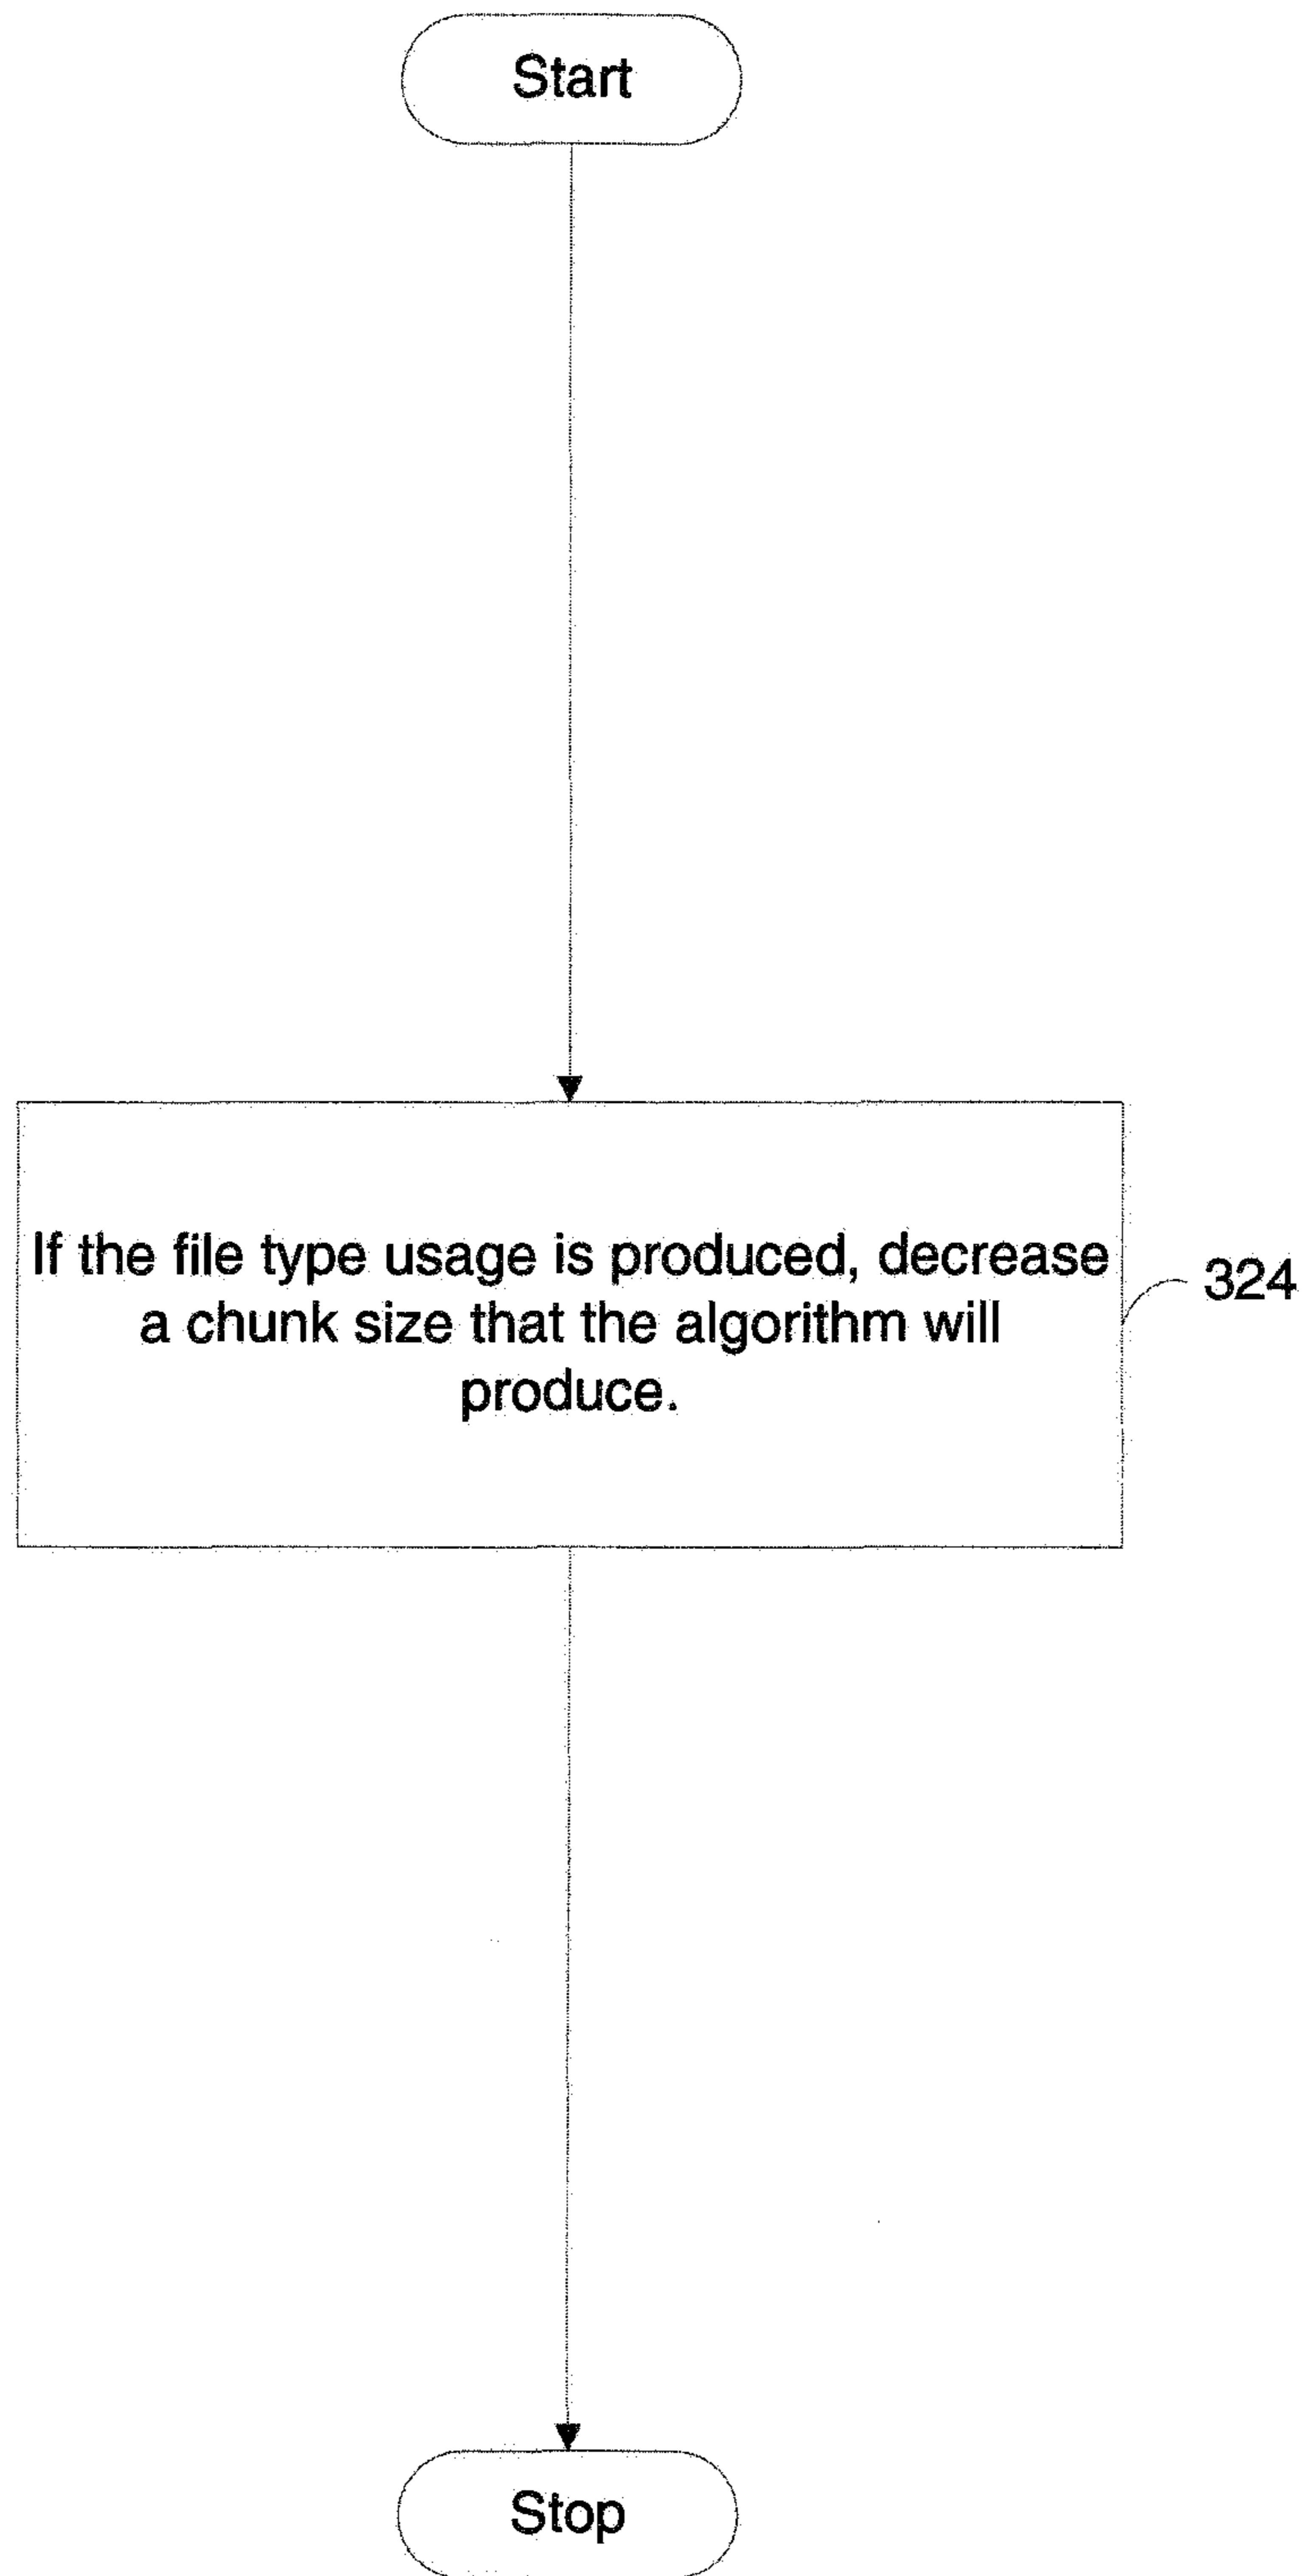 Start
If the file type usage is produced, decrease
a chunk size that the algorithm will
produce.
324
Stop